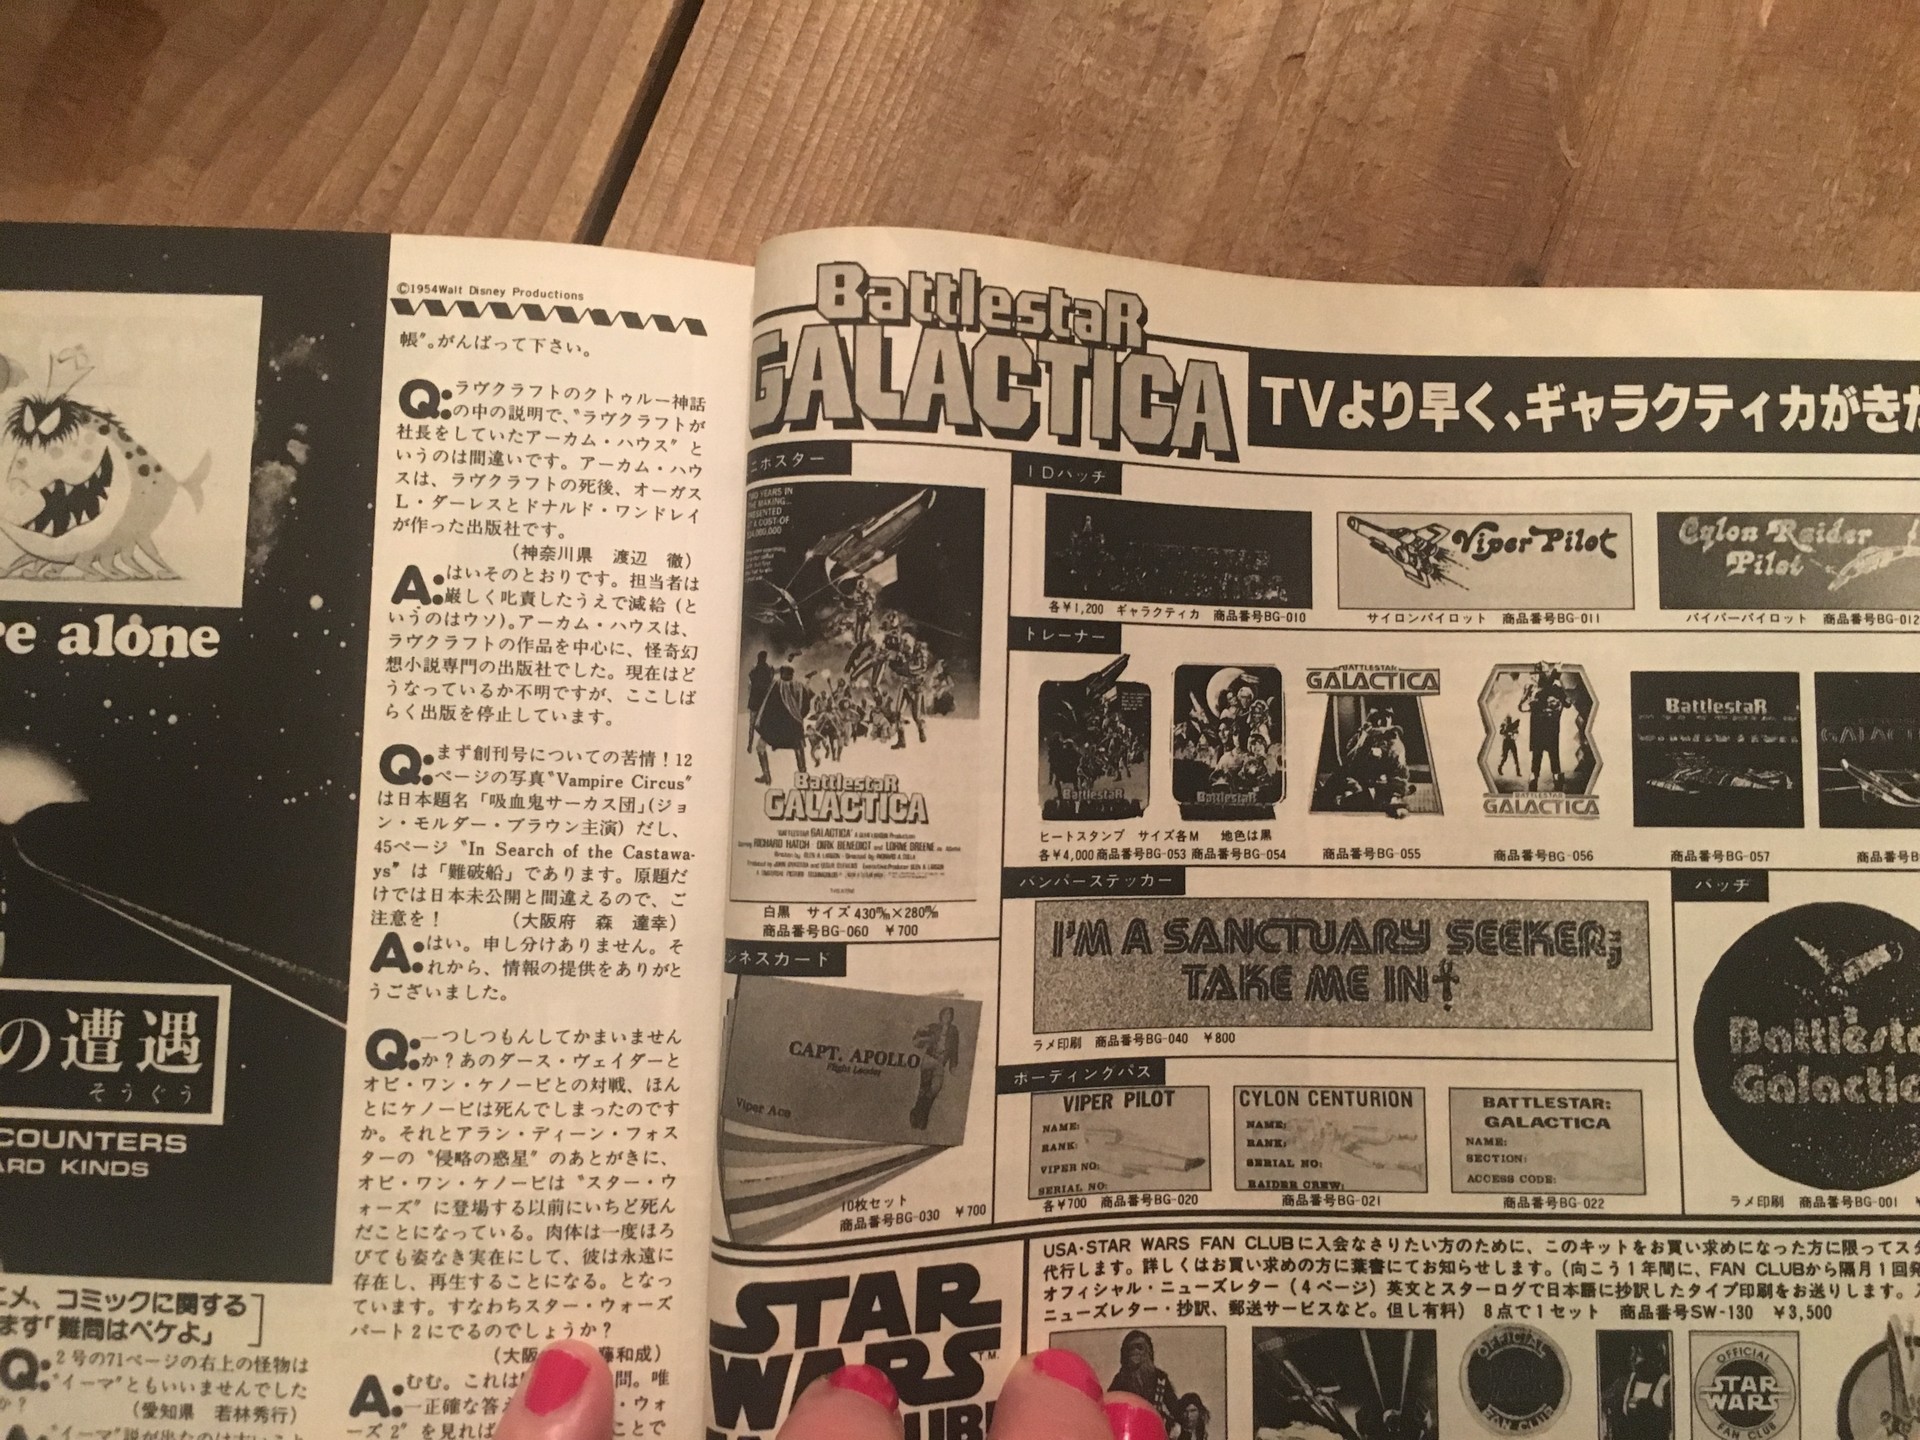 re alone
の遭遇
そうぐう
COUNTERS
ARD KINDS
ニメ、コミックに関する
ます「難問はペケよ」
Q:2号の71ページの右上の怪物は
"イーマ"ともいいませんでした
か?
(愛知県 若林秀行)
©1954Walt Disney Productions
帳"。がんばって下さい。
Q:ラヴクラフトのクトゥルー神話
の中の説明で、"ラヴクラフトが
社長をしていたアーカム・ハウス"と
いうのは間違いです。アーカム・ハウ
スは、ラヴクラフトの死後、オーガス
L・ダーレスとドナルド・ワンドレイ
が作った出版社です。
(神奈川県 渡辺 徹)
A:はいそのとおりです。担当者は
厳しく叱責したうえで減給(と
いうのはウソ)。アーカム・ハウスは、
ラヴクラフトの作品を中心に、怪奇幻
想小説専門の出版社でした。現在はど
うなっているか不明ですが、ここしば
らく出版を停止しています。
Q:まず創刊号についての苦情!12
ページの写真"Vampire Circus"
は日本題名「吸血鬼サーカス団」(ジョ
ン・モルダー・ブラウン主演)だし、
45ページ"In Search of the Castawa-
ys"は「難破船」であります。原題だ
けでは日本未公開と間違えるので、ご
注意を! (大阪府 森 達幸)
A:はい。申し分けありません。そ
れから、情報の提供をありがと
うございました。
Q:一つしつもんしてかまいません
か?あのダース・ヴェイダーと
オビ・ワン・ケノービとの対戦、ほん
とにケノービは死んでしまったのです
か。それとアラン・ディーン・フォス
ターの"侵略の惑星"のあとがきに、
オビ・ワン・ケノービは"スター・ウ
ォーズ"に登場する以前にいちど死ん
だことになっている。肉体は一度ほろ
びても姿なき実在にして、彼は永遠に
存在し、再生することになる。となっ
ています。すなわちスター・ウォーズ
パート2にでるのでしょうか?
(大阪 藤和成)
A:むむ。これは 問。唯
一正確な答え ・ウォ
ーズ2"を見れば ことで
BattlestaR
GALACTICA
TVより早く、ギャラクティカがきた
ニポスター
TWO YEARS IN
THE MAKING...
PRESENTED
AT A COST OF
BattlestaR
GALACTICA
RICHARD HATCH DIRK BENEDICT and LORNE GREENE
白黒 サイズ430㎜×280㎜
商品番号BG-060 ¥700
シネスカード
CAPT. APOLLO
Flight Leader
Viper Ace
10枚セット
商品番号BG-030 ¥700
IDパッチ
Viper Pilot
Cylon Raider
Pilot
各¥1,200 ギャラクティカ 商品番号BG-010
サイロンパイロット 商品番号BG-011
バイパーパイロット 商品番号BG-012
トレーナー
BattlestaR
BattlestaR
BATTLESTAR
GALACTICA
BATTLESTAR
GALACTICA
BattlestaR
GALACTICA
ヒートスタンプ サイズ各M 地色は黒
各¥4,000 商品番号BG-053 商品番号BG-054
商品番号BG-055
商品番号BG-056
商品番号BG-057
商品番号B
バンパーステッカー
I'M A SANCTUARY SEEKER,
TAKE ME IN
ラメ印刷 商品番号BG-040 ¥800
バッヂ
Battlesta
Galactic
ラメ印刷 商品番号BG-001 ¥
ボーディングパス
VIPER PILOT
NAME:
RANK:
VIPER NO:
SERIAL NO:
各¥700 商品番号BG-020
CYLON CENTURION
NAME:
RANK:
SERIAL NO:
RAIDER CREW:
商品番号BG-021
BATTLESTAR:
GALACTICA
NAME:
SECTION:
ACCESS CODE:
商品番号BG-022
STAR
WARS
TM.
USA・STAR WARS FAN CLUBに入会なさりたい方のために、このキットをお買い求めになった方に限ってスタ
代行します。詳しくはお買い求めの方に葉書にてお知らせします。(向こう1年間に、FAN CLUBから隔月1回発
オフィシャル・ニューズレター(4ページ)英文とスターログで日本語に抄訳したタイプ印刷をお送りします。入
ニューズレター・抄訳、郵送サービスなど。但し有料) 8点で1セット 商品番号SW-130 ¥3,500
OFFICIAL
FAN CLUB
OFFICIAL
STAR
WARS
FAN CLUB